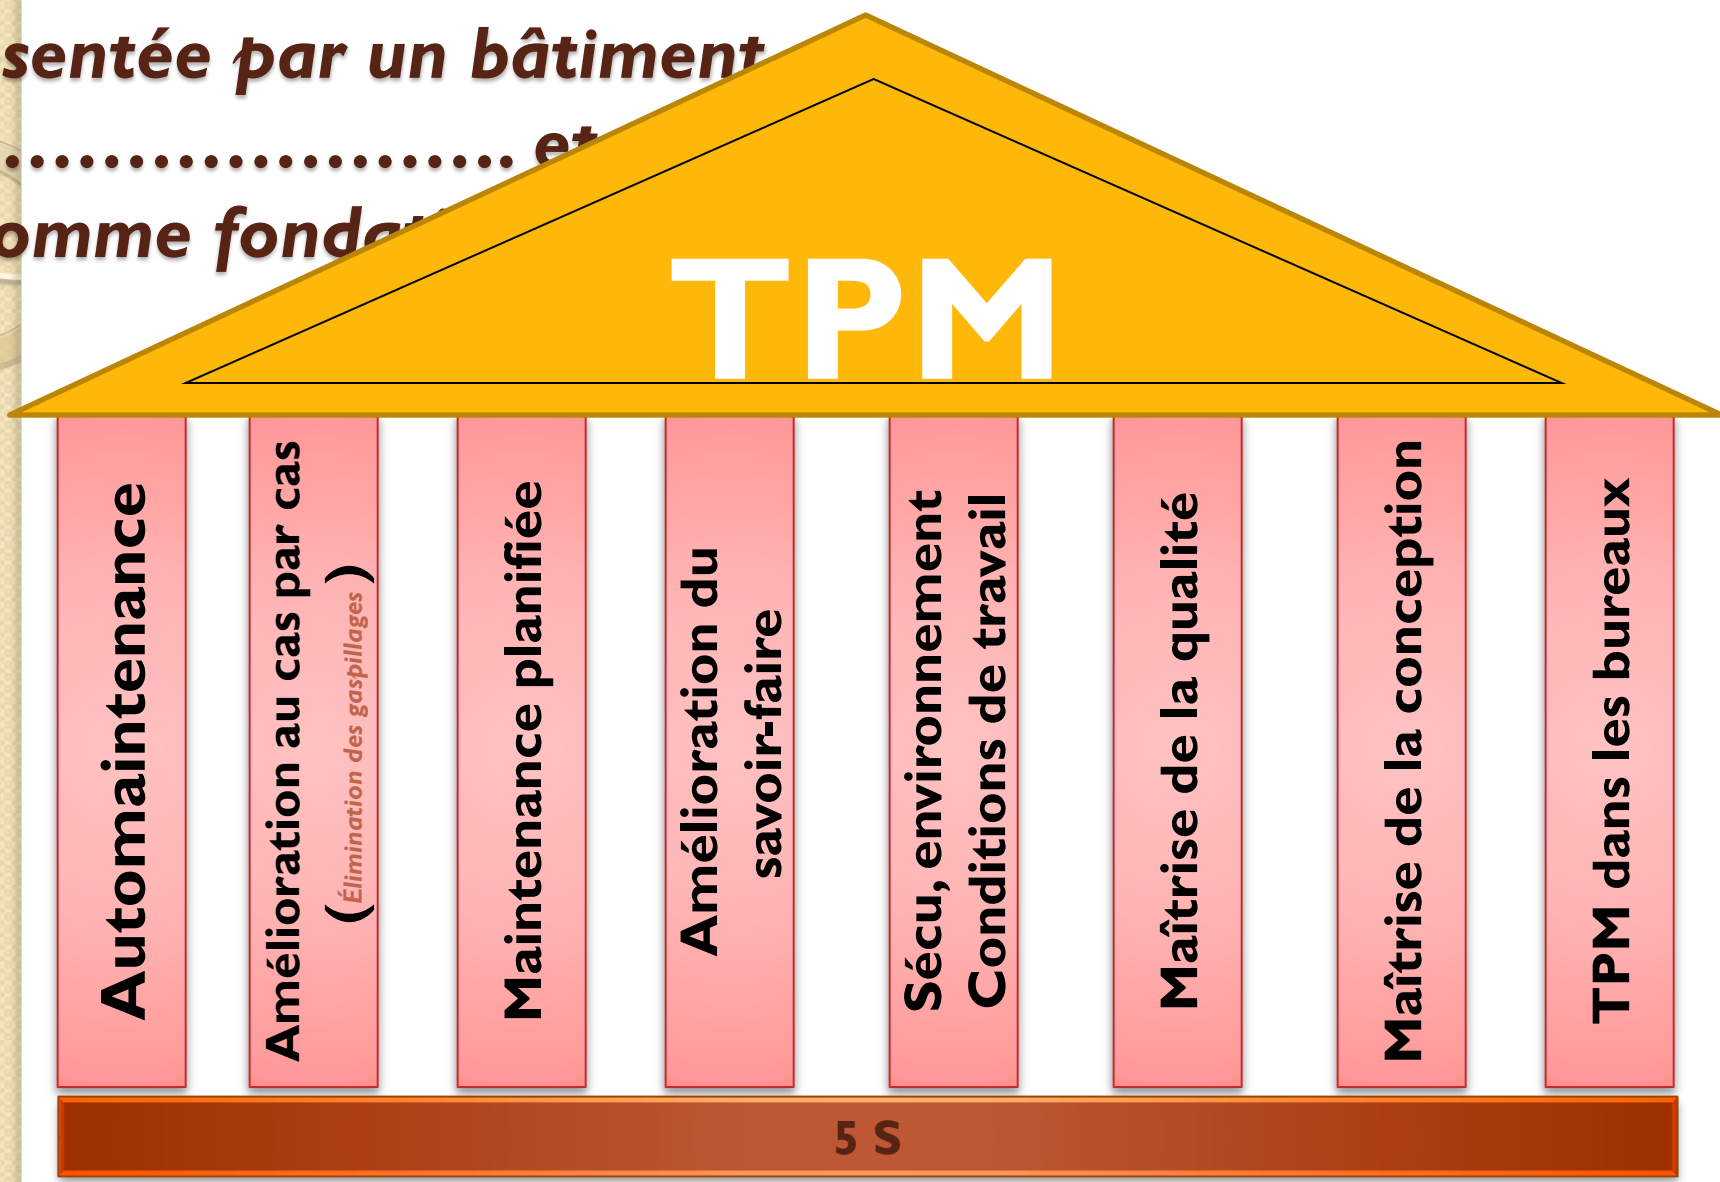 sentée par un bâtiment
..................... et
omme
TPM
Automaintenance
Amélioration au cas par cas
(Élimination des gaspillages)
Maintenance planifiée
Amélioration du
savoir-faire
Sécu, environnement
Conditions de travail
Maîtrise de la qualité
Maîtrise de la conception
TPM dans les bureaux
5 S